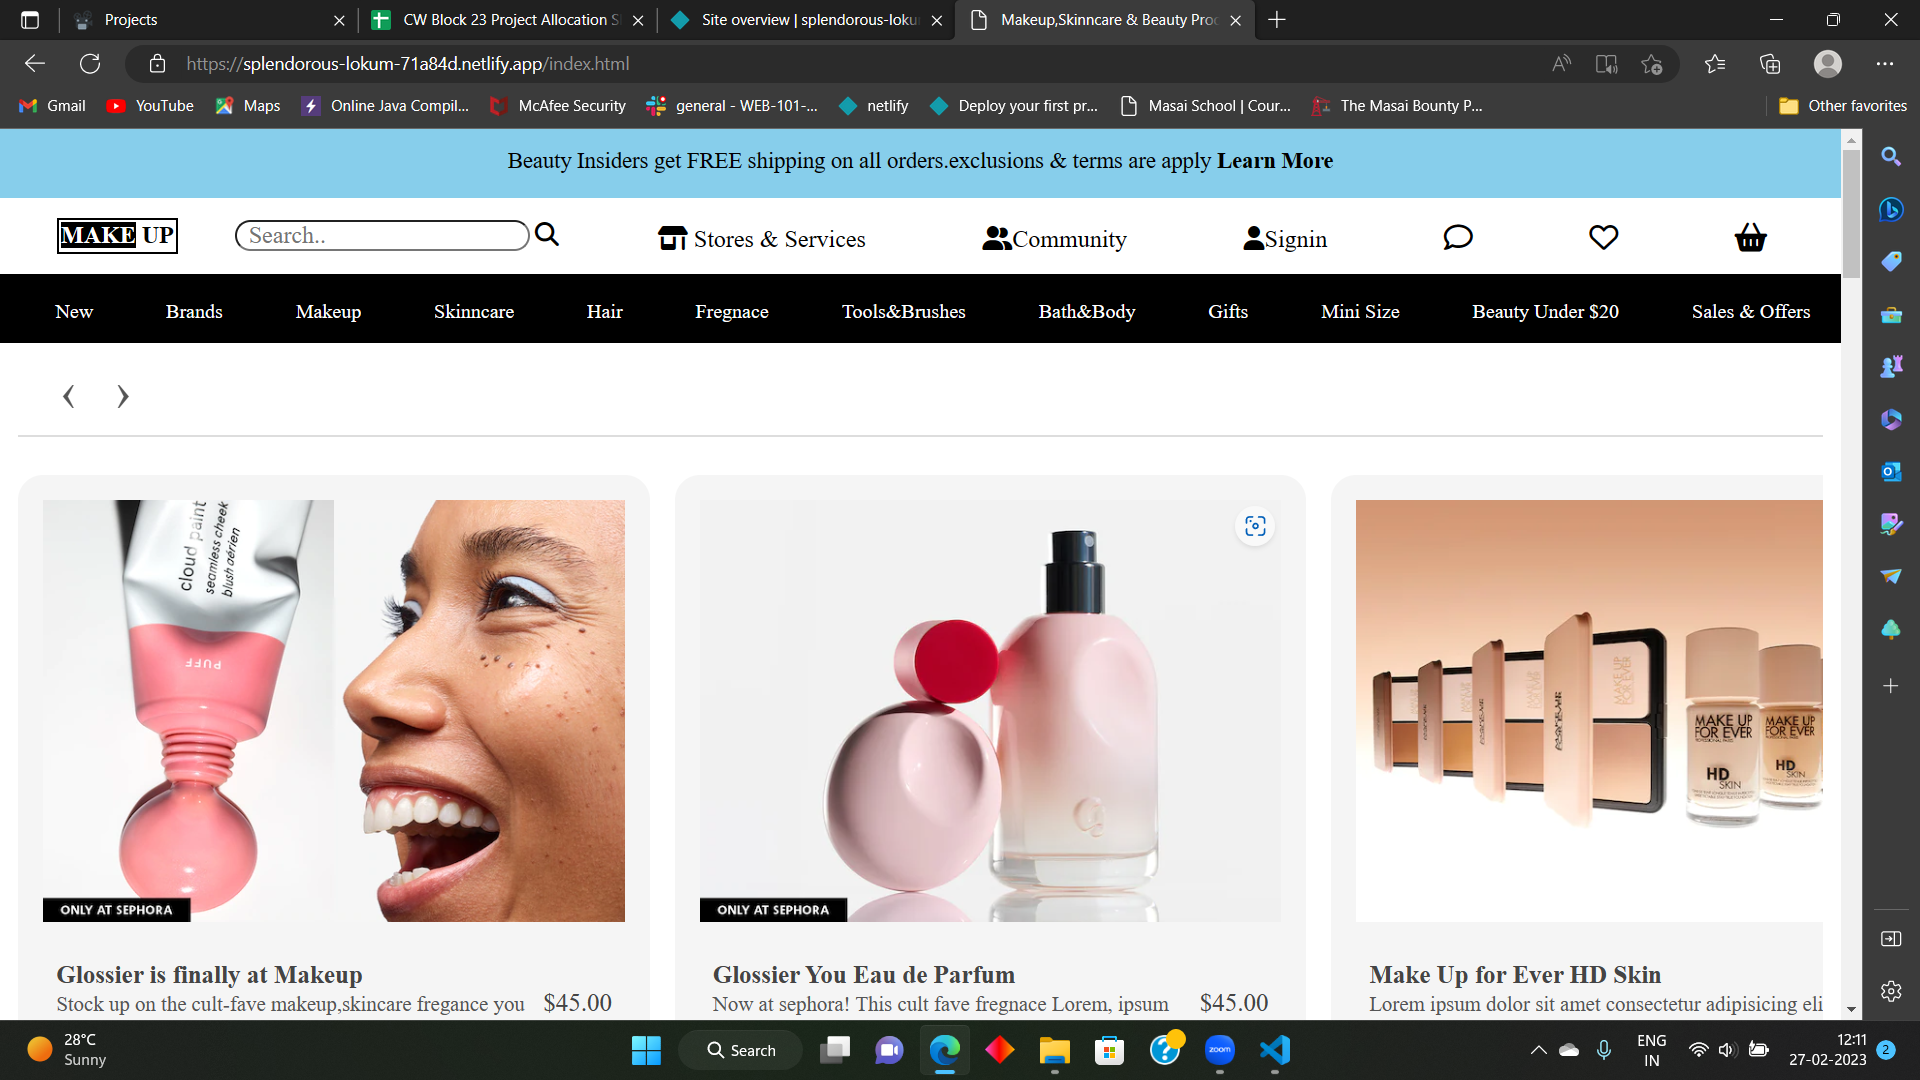 Projects
CW Block 23 Project Allocation S
Site overview | splendorous-loku
Makeup,Skinncare & Beauty Proc
https://splendorous-lokum-71a84d.netlify.app/index.html
Gmail
YouTube
Maps
Online Java Compil...
McAfee Security
general - WEB-101-...
netlify
Deploy your first pr...
Masai School | Cour...
The Masai Bounty P...
Other favorites
Beauty Insiders get FREE shipping on all orders.exclusions & terms are apply Learn More
MAKE UP
Search..
Stores & Services
Community
Signin
New
Brands
Makeup
Skinncare
Hair
Fregnace
Tools&Brushes
Bath&Body
Gifts
Mini Size
Beauty Under $20
Sales & Offers
cloud paint
seamless cheek
blush aérien
PUFF
ONLY AT SEPHORA
ONLY AT SEPHORA
MAKE UP
FOR EVER
HD
SKIN
MAKE UP
FOR EVER
HD
SKIN
Glossier is finally at Makeup
Stock up on the cult-fave makeup,skincare fregance you
$45.00
Glossier You Eau de Parfum
Now at sephora! This cult fave fregnace Lorem, ipsum
$45.00
Make Up for Ever HD Skin
Lorem ipsum dolor sit amet consectetur adipisicing eli
28°C
Sunny
Search
zoom
ENG
IN
12:11
27-02-2023
2